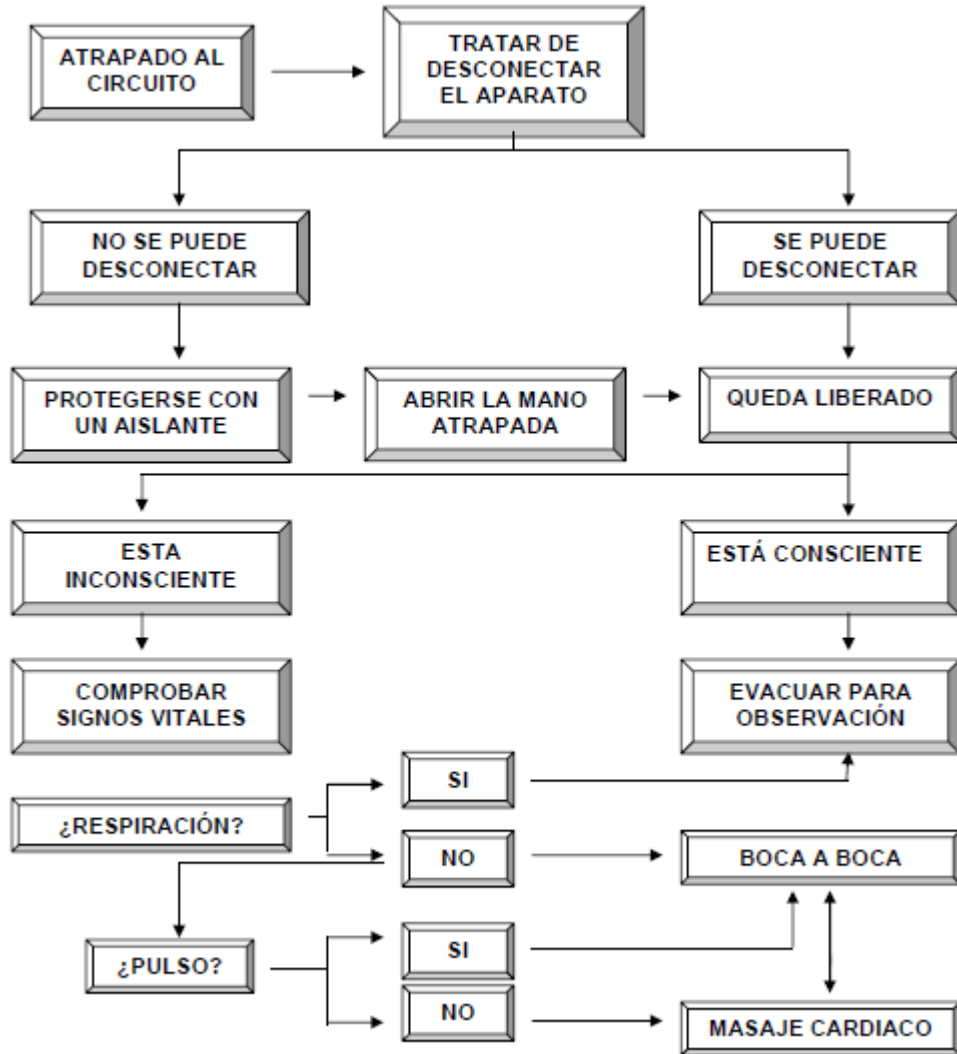 ATRAPADO AL
CIRCUITO
TRATAR DE
DESCONECTAR
EL APARATO
NO SE PUEDE
DESCONECTAR
SE PUEDE
DESCONECTAR
PROTEGERSE CON
UN AISLANTE
ABRIR LA MANO
ATRAPADA
QUEDA LIBERADO
ESTA
INCONSCIENTE
ESTÁ CONSCIENTE
COMPROBAR
SIGNOS VITALES
EVACUAR PARA
OBSERVACIÓN
¿RESPIRACIÓN?
SI
NO
BOCA A BOCA
¿PULSO?
SI
NO
MASAJE CARDIACO